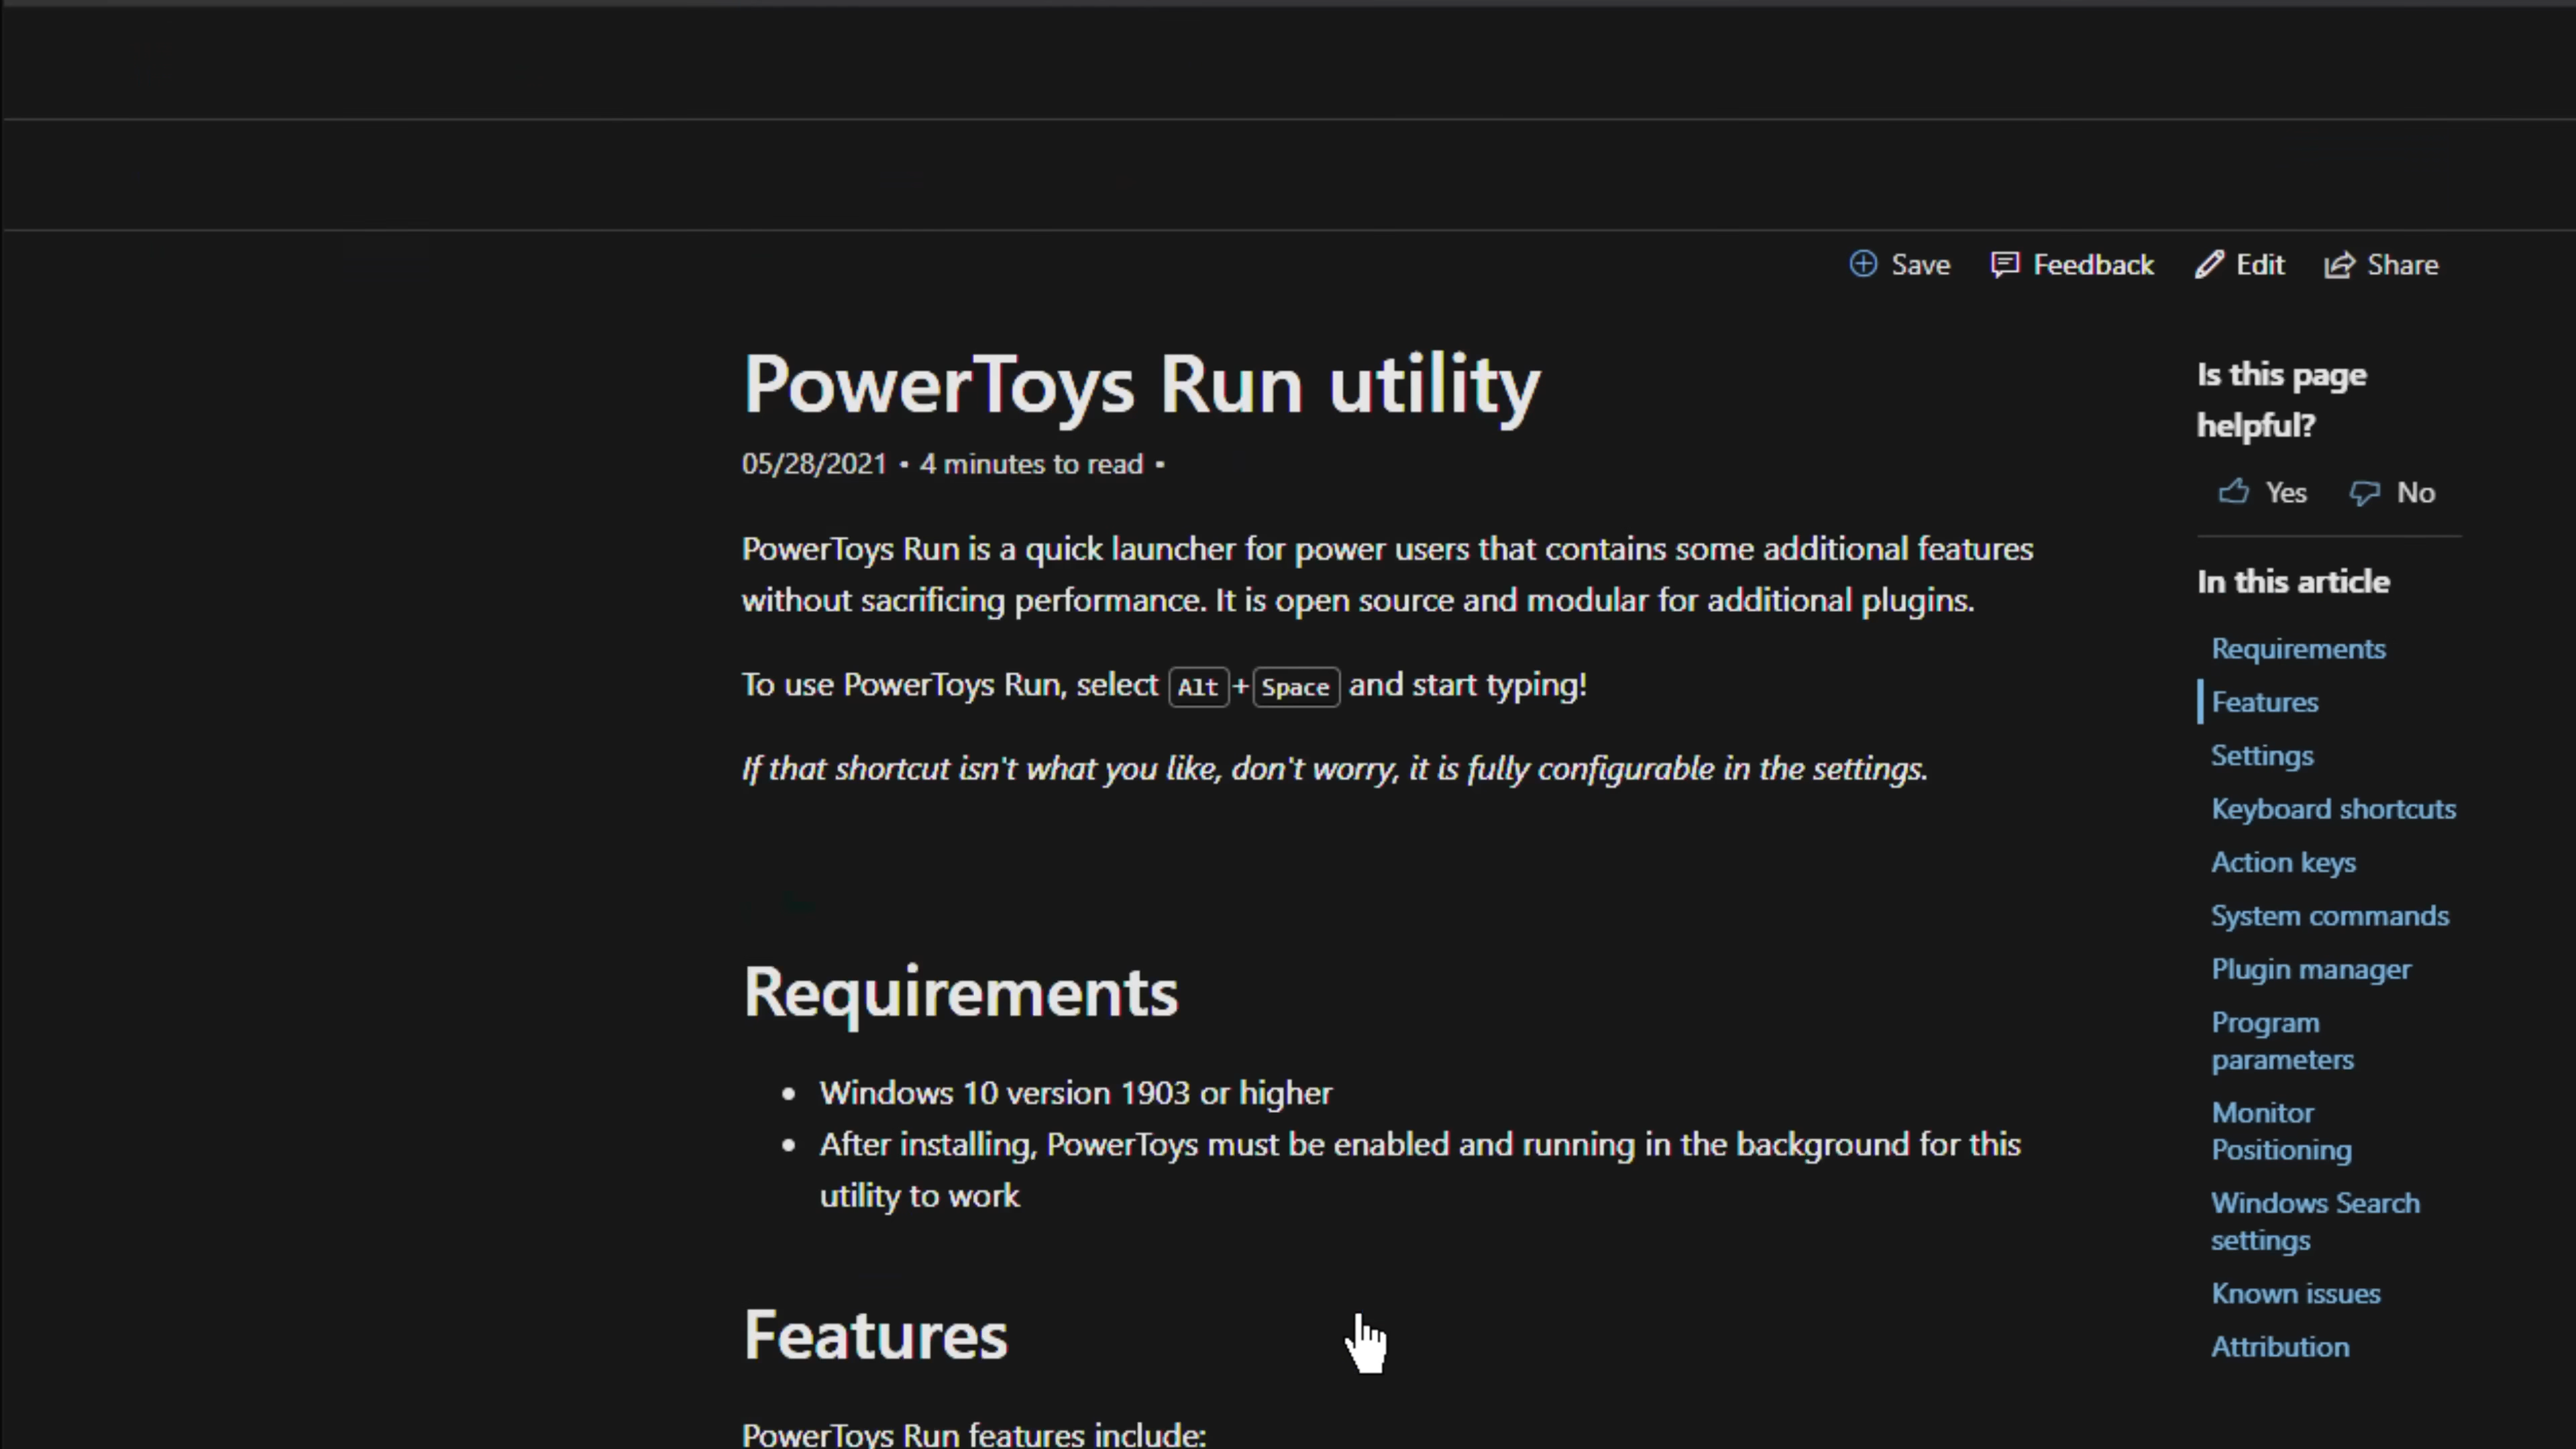 Save Feedback Edit Share
PowerToys Run utility
05/28/2021 • 4 minutes to read •
PowerToys Run is a quick launcher for power users that contains some additional features
without sacrificing performance. It is open source and modular for additional plugins.
To use PowerToys Run, select Alt + Space and start typing!
If that shortcut isn't what you like, don't worry, it is fully configurable in the settings.
Requirements
• Windows 10 version 1903 or higher
• After installing, PowerToys must be enabled and running in the background for this
utility to work
Features
PowerToys Run features include:
Is this page
helpful?
Yes No
In this article
Requirements
Features
Settings
Keyboard shortcuts
Action keys
System commands
Plugin manager
Program
parameters
Monitor
Positioning
Windows Search
settings
Known issues
Attribution